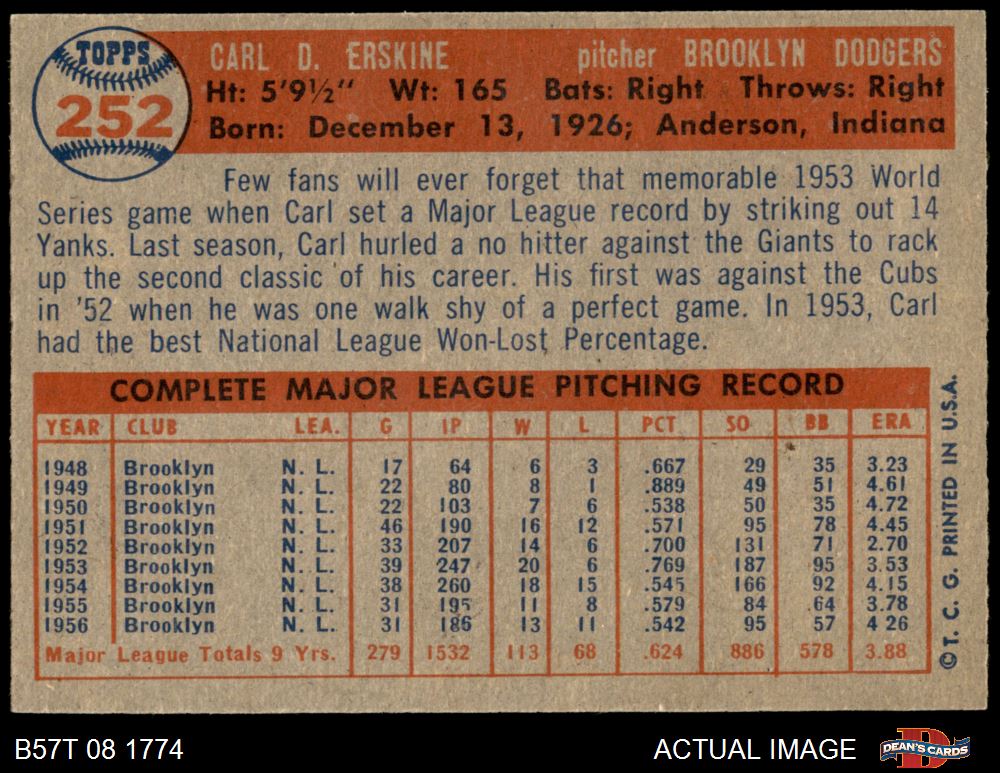 TOPPS
252
CARL D. ERSKINE pitcher BROOKLYN DODGERS
Ht: 5'9½" Wt: 165 Bats: Right Throws: Right
Born: December 13, 1926; Anderson, Indiana
Few fans will ever forget that memorable 1953 World
Series game when Carl set a Major League record by striking out 14
Yanks. Last season, Carl hurled a no hitter against the Giants to rack
up the second classic of his career. His first was against the Cubs
in '52 when he was one walk shy of a perfect game. In 1953, Carl
had the best National League Won-Lost Percentage.
COMPLETE MAJOR LEAGUE PITCHING RECORD
YEAR CLUB LEA. G IP W L PCT SO BB ERA
1948 Brooklyn N. L. 17 64 6 3 .667 29 35 3.23
1949 Brooklyn N. L. 22 80 8 1 .889 49 51 4.61
1950 Brooklyn N. L. 22 103 7 6 .538 50 35 4.72
1951 Brooklyn N. L. 46 190 16 12 .571 95 78 4.45
1952 Brooklyn N. L. 33 207 14 6 .700 131 71 2.70
1953 Brooklyn N. L. 39 247 20 6 .769 187 95 3.53
1954 Brooklyn N. L. 38 260 18 15 .545 166 92 4.15
1955 Brooklyn N. L. 31 195 11 8 .579 84 64 3.78
1956 Brooklyn N. L. 31 186 13 11 .542 95 57 4 26
Major League Totals 9 Yrs. 279 1532 113 68 .624 886 578 3.88
©T. C. G. PRINTED IN U.S.A.
B57T 08 1774 ACTUAL IMAGE DEAN'S CARDS